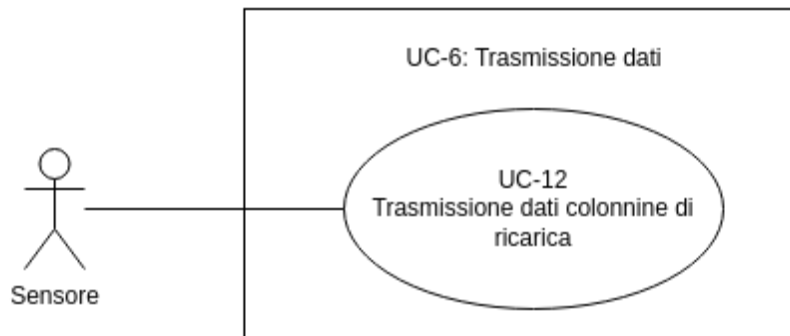 UC-6: Trasmissione dati
UC-12
Trasmissione dati colonnine di
ricarica
Sensore